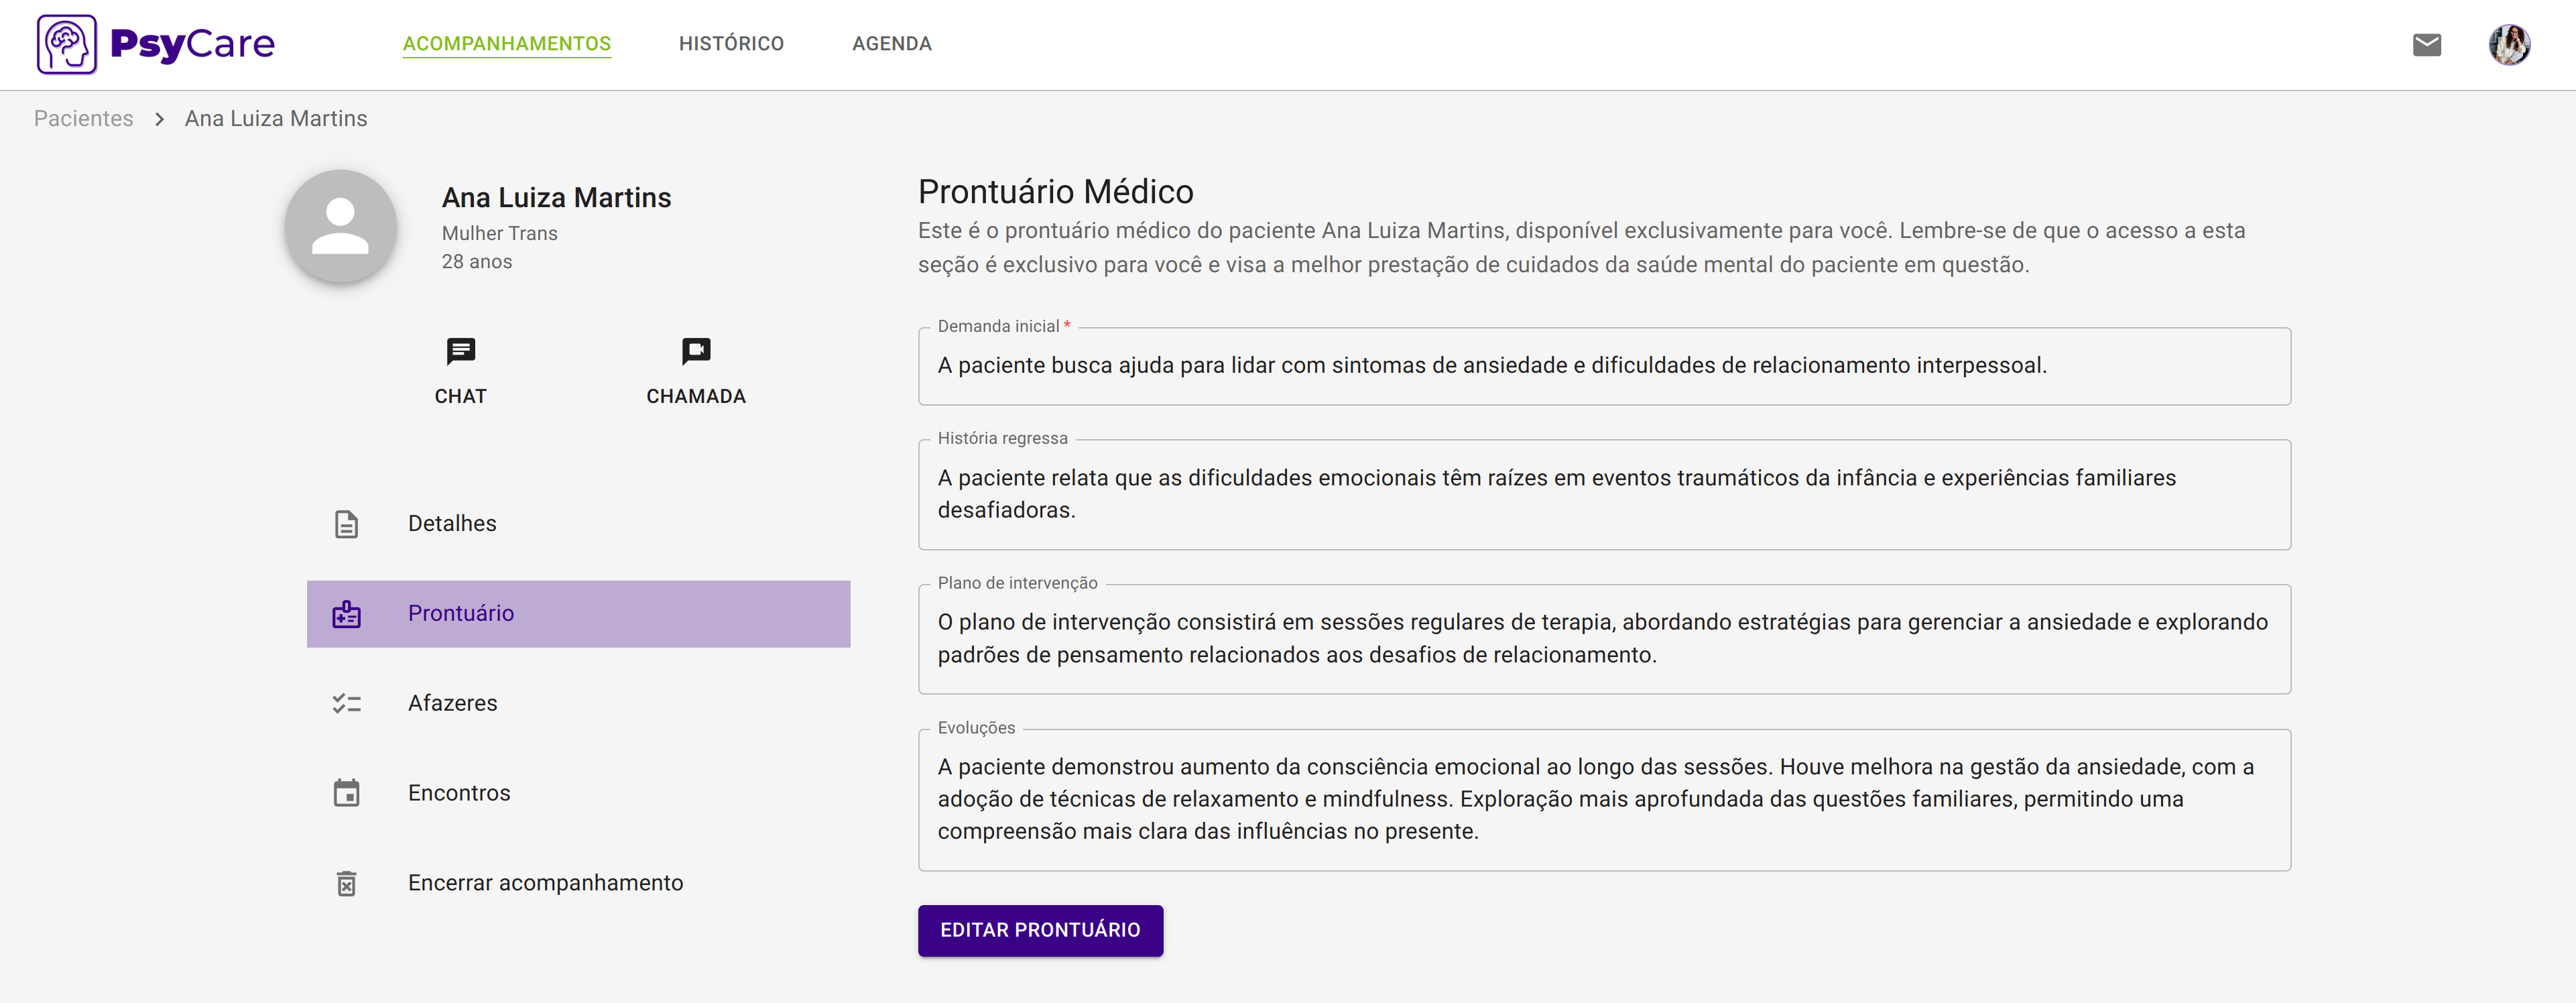 PsyCare
ACOMPANHAMENTOS
HISTÓRICO
AGENDA
Pacientes > Ana Luiza Martins
Ana Luiza Martins
Mulher Trans
28 anos
CHAT
CHAMADA
Detalhes
Prontuário
Afazeres
Encontros
Encerrar acompanhamento
Prontuário Médico
Este é o prontuário médico do paciente Ana Luiza Martins, disponível exclusivamente para você. Lembre-se de que o acesso a esta
seção é exclusivo para você e visa a melhor prestação de cuidados da saúde mental do paciente em questão.
Demanda inicial *
A paciente busca ajuda para lidar com sintomas de ansiedade e dificuldades de relacionamento interpessoal.
História regressa
A paciente relata que as dificuldades emocionais têm raízes em eventos traumáticos da infância e experiências familiares
desafiadoras.
Plano de intervenção
O plano de intervenção consistirá em sessões regulares de terapia, abordando estratégias para gerenciar a ansiedade e explorando
padrões de pensamento relacionados aos desafios de relacionamento.
Evoluções
A paciente demonstrou aumento da consciência emocional ao longo das sessões. Houve melhora na gestão da ansiedade, com a
adoção de técnicas de relaxamento e mindfulness. Exploração mais aprofundada das questões familiares, permitindo uma
compreensão mais clara das influências no presente.
EDITAR PRONTUÁRIO